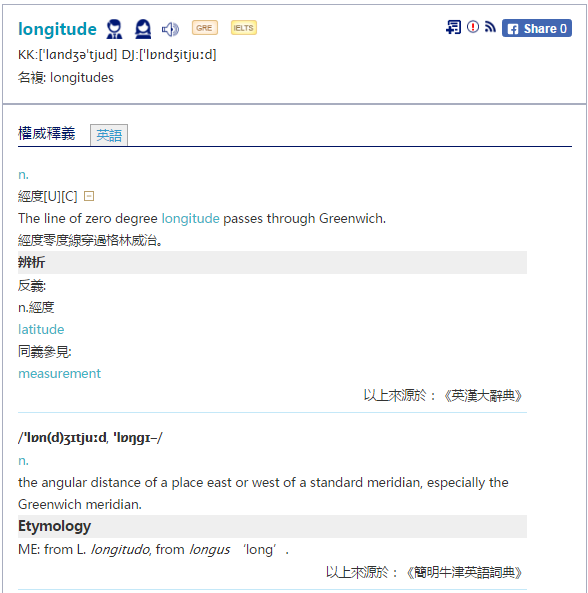 longitude GRE IELTS Share 0
KK:[ˈlɑndʒəˈtjud] DJ:[ˈlɒndʒitjuːd]
名複: longitudes
權威釋義 英語
n.
經度[U][C]
The line of zero degree longitude passes through Greenwich.
經度零度線穿過格林威治。
辨析
反義:
n.經度
latitude
同義參見:
measurement
以上來源於：《英漢大辭典》
/ˈlɒn(d)ʒɪtjuːd, ˈlɒŋgɪ–/
n.
the angular distance of a place east or west of a standard meridian, especially the
Greenwich meridian.
Etymology
ME: from L. longitudo, from longus ‘long’.
以上來源於：《簡明牛津英語詞典》